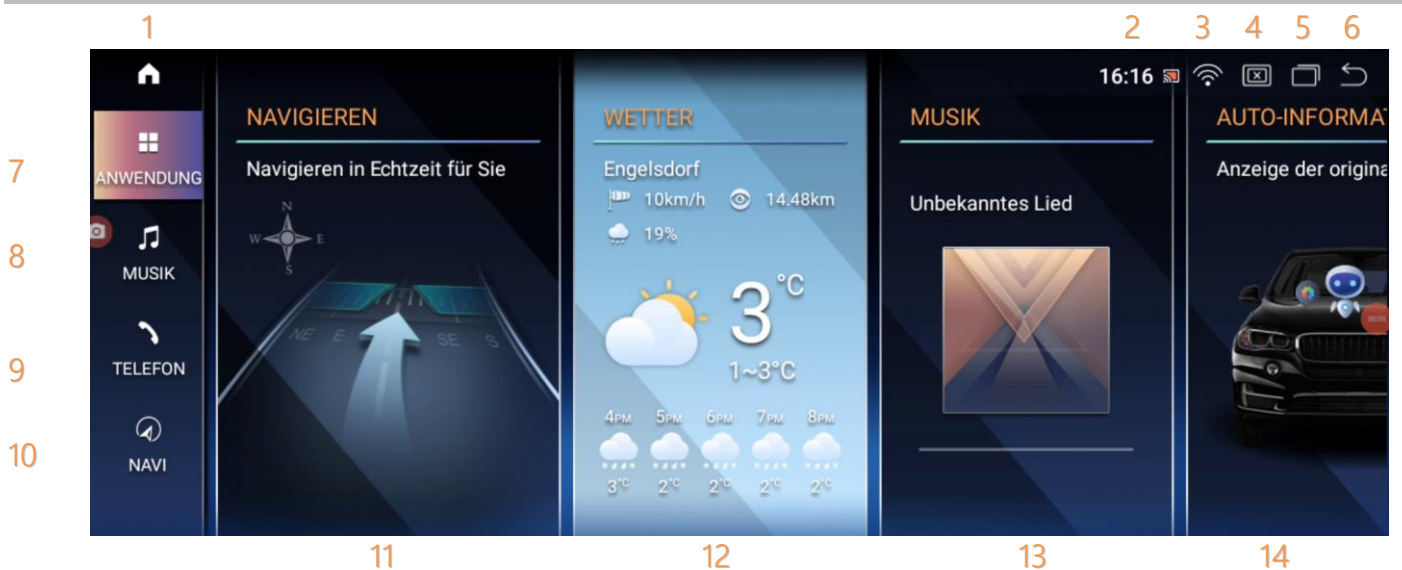 1 2 3 4 5 6
16:16
7
ANWENDUNG
8
MUSIK
9
TELEFON
10
NAVI
NAVIGIEREN
Navigieren in Echtzeit für Sie
N
W E
S
NE E SE S
WETTER
Engelsdorf
10km/h 14.48km
19%
3°C
1~3°C
4PM 5PM 6PM 7PM 8PM
3°C 2°C 2°C 2°C 2°C
MUSIK
Unbekanntes Lied
AUTO-INFORMA
Anzeige der origina
11 12 13 14